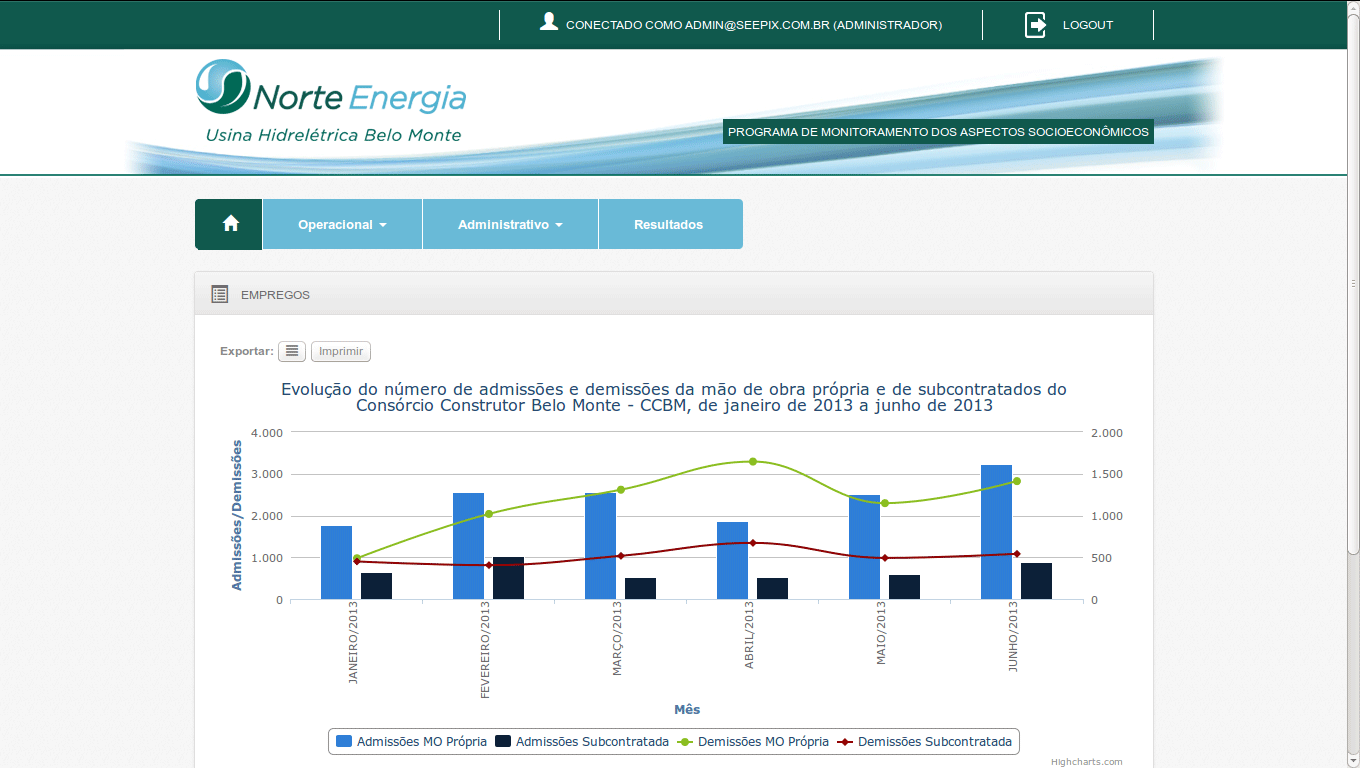 CONECTADO COMO ADMIN@SEEPIX.COM.BR (ADMINISTRADOR)
LOGOUT
Norte Energia
Usina Hidrelétrica Belo Monte
PROGRAMA DE MONITORAMENTO DOS ASPECTOS SOCIOECONÔMICOS
Operacional
Administrativo
Resultados
EMPREGOS
Exportar:
Imprimir
Evolução do número de admissões e demissões da mão de obra própria e de subcontratados do
Consórcio Construtor Belo Monte - CCBM, de janeiro de 2013 a junho de 2013
Admissões/Demissões
4.000
3.000
2.000
1.000
0
2.000
1.500
1.000
500
0
JANEIRO/2013
FEVEREIRO/2013
MARÇO/2013
ABRIL/2013
MAIO/2013
JUNHO/2013
Mês
Admissões MO Própria
Admissões Subcontratada
Demissões MO Própria
Demissões Subcontratada
Highcharts.com